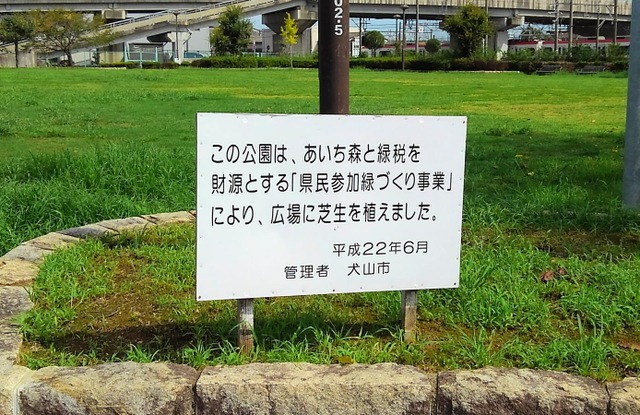 025
この公園は、あいち森と緑税を
財源とする「県民参加緑づくり事業」
により、広場に芝生を植えました。
平成22年6月
管理者 犬山市